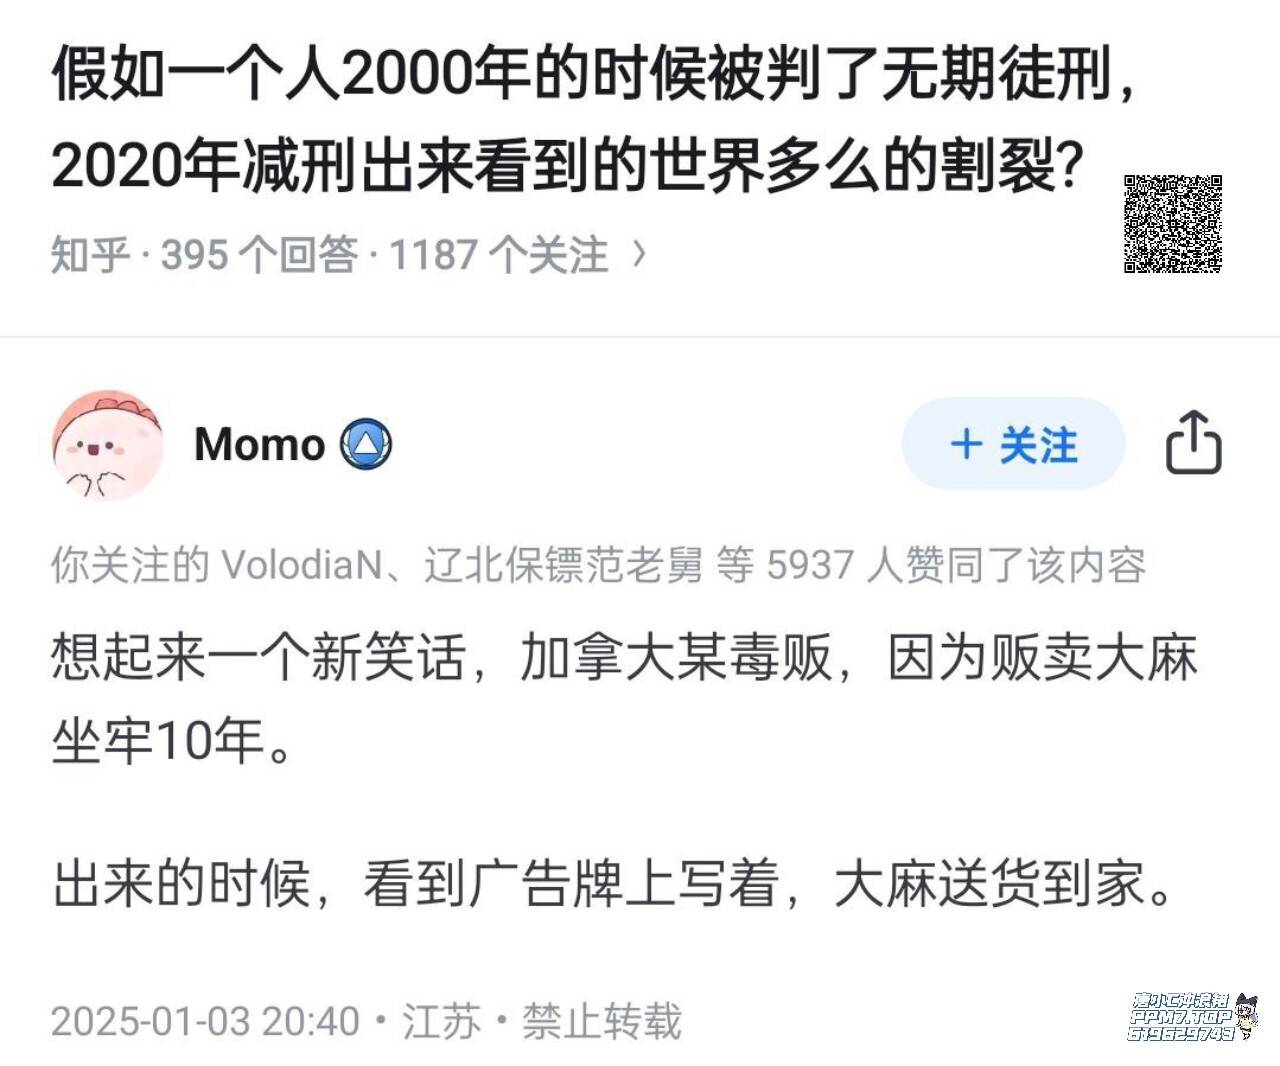 假如一个人2000年的时候被判了无期徒刑，
2020年减刑出来看到的世界多么的割裂？
知乎 · 395 个回答 · 1187 个关注 >
Momo
+ 关注
你关注的 VolodiaN、辽北保镖范老舅 等 5937 人赞同了该内容
想起来一个新笑话，加拿大某毒贩，因为贩卖大麻
坐牢10年。
出来的时候，看到广告牌上写着，大麻送货到家。
2025-01-03 20:40 · 江苏 · 禁止转载
PPM7.TOP
619629743